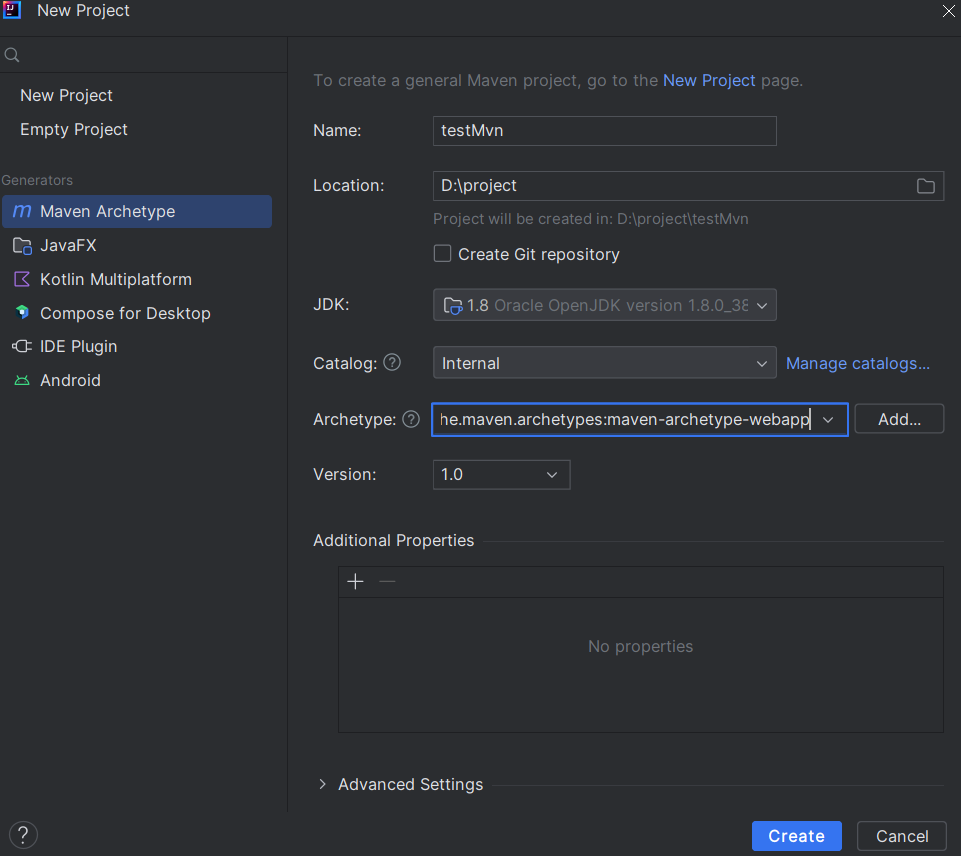 New Project
To create a general Maven project, go to the New Project page.
New Project
Empty Project
Generators
Maven Archetype
JavaFX
Kotlin Multiplatform
Compose for Desktop
IDE Plugin
Android
Name:
testMvn
Location:
D:\project
Project will be created in: D:\project\testMvn
Create Git repository
JDK:
1.8 Oracle OpenJDK version 1.8.0_38
Catalog: ?
Internal
Manage catalogs...
Archetype: ?
he.maven.archetypes:maven-archetype-webapp
Add...
Version:
1.0
Additional Properties
No properties
Advanced Settings
?
Create
Cancel